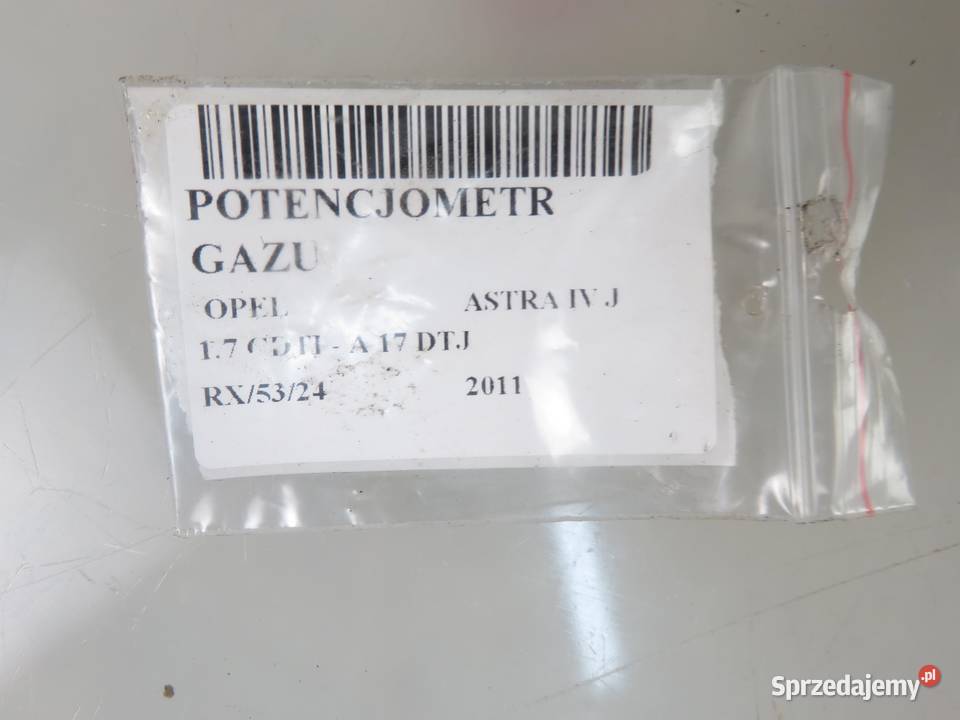 POTENCJOMETR
GAZU
OPEL ASTRA IV J
1.7 CDTI - A 17 DTJ
RX/53/24 2011
Sprzedajemy.pl